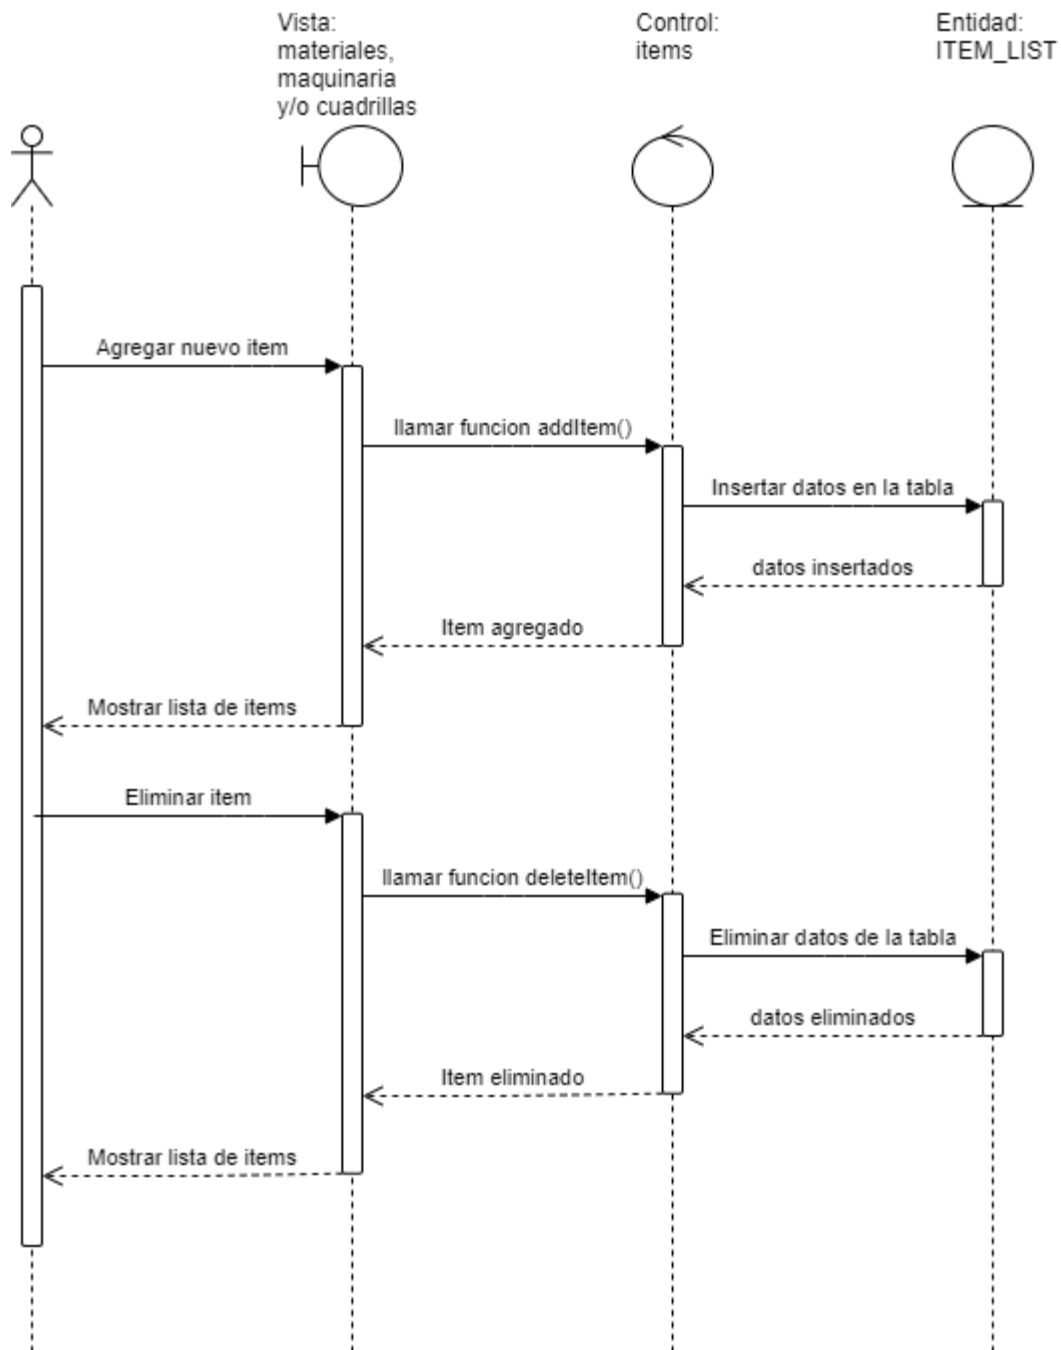 Vista:
materiales,
maquinaria
y/o cuadrillas
Control:
items
Entidad:
ITEM_LIST
Agregar nuevo item
llamar funcion addItem()
Insertar datos en la tabla
datos insertados
Item agregado
Mostrar lista de items
Eliminar item
llamar funcion deleteItem()
Eliminar datos de la tabla
datos eliminados
Item eliminado
Mostrar lista de items